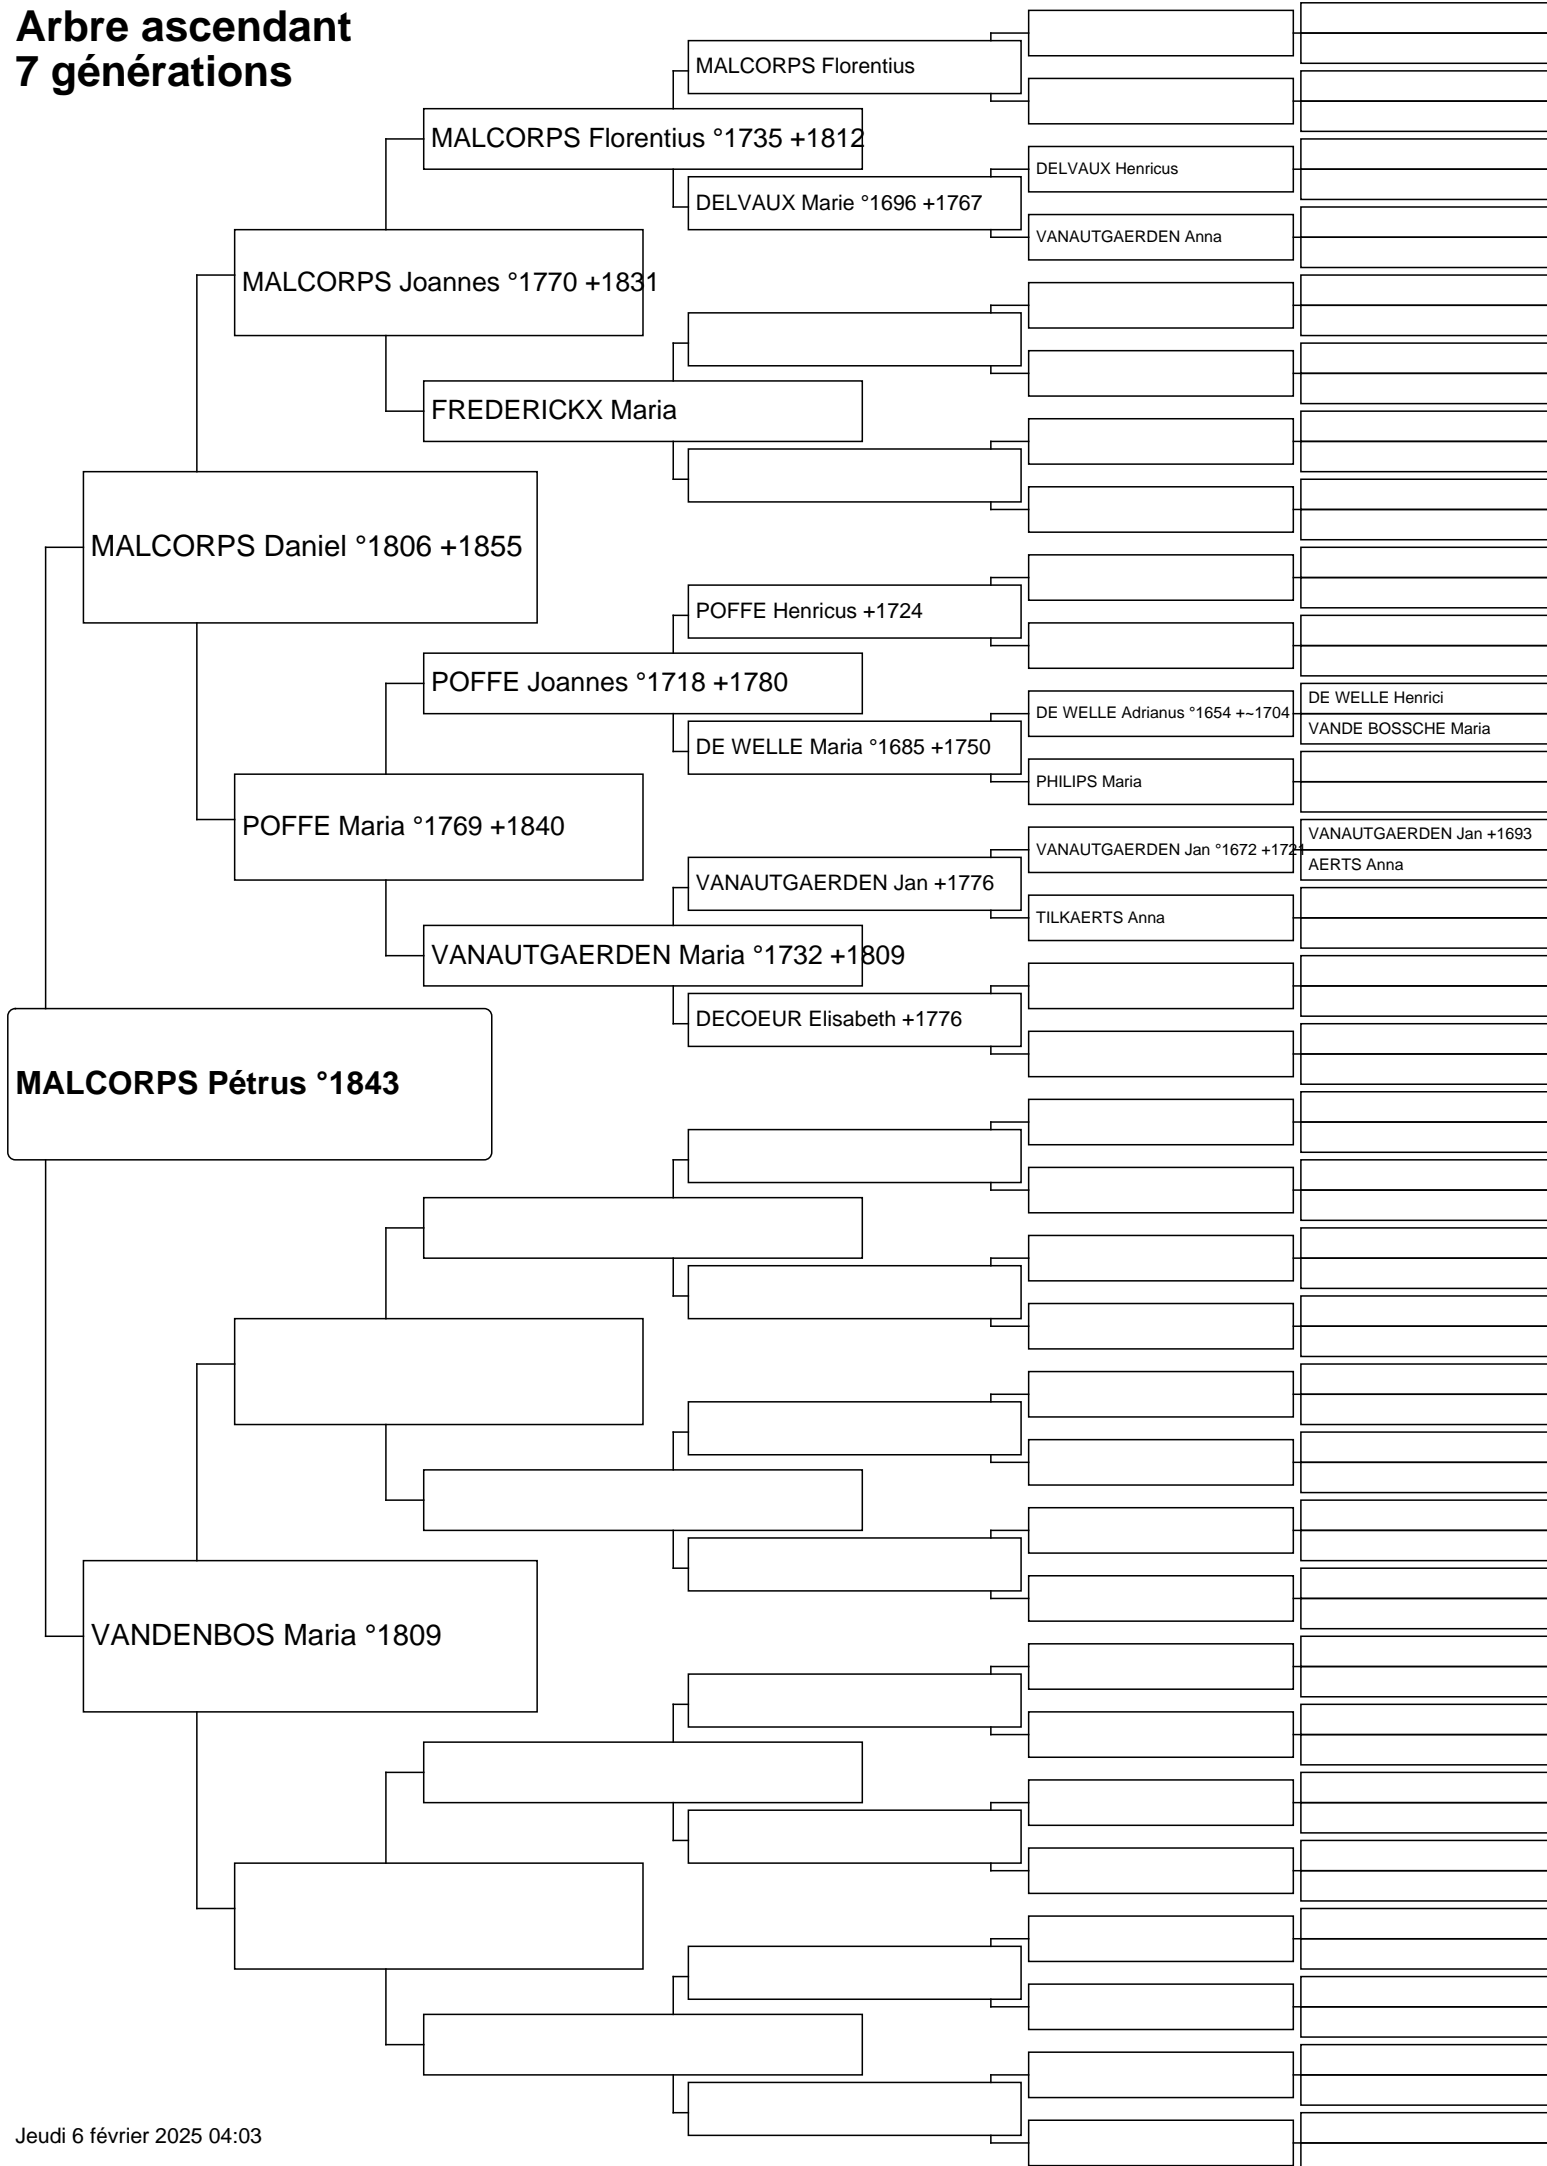 Arbre ascendant
7 générations
MALCORPS Florentius
MALCORPS Florentius °1735 +1812
DELVAUX Henricus
DELVAUX Marie °1696 +1767
VANAUTGAERDEN Anna
MALCORPS Joannes °1770 +1831
FREDERICKX Maria
MALCORPS Daniel °1806 +1855
POFFE Henricus +1724
POFFE Joannes °1718 +1780
DE WELLE Henrici
DE WELLE Adrianus °1654 +~1704
VANDE BOSSCHE Maria
DE WELLE Maria °1685 +1750
PHILIPS Maria
POFFE Maria °1769 +1840
VANAUTGAERDEN Jan +1693
VANAUTGAERDEN Jan °1672 +1721
AERTS Anna
VANAUTGAERDEN Jan +1776
TILKAERTS Anna
VANAUTGAERDEN Maria °1732 +1809
DECOEUR Elisabeth +1776
MALCORPS Pétrus °1843
VANDENBOS Maria °1809
Jeudi 6 février 2025 04:03